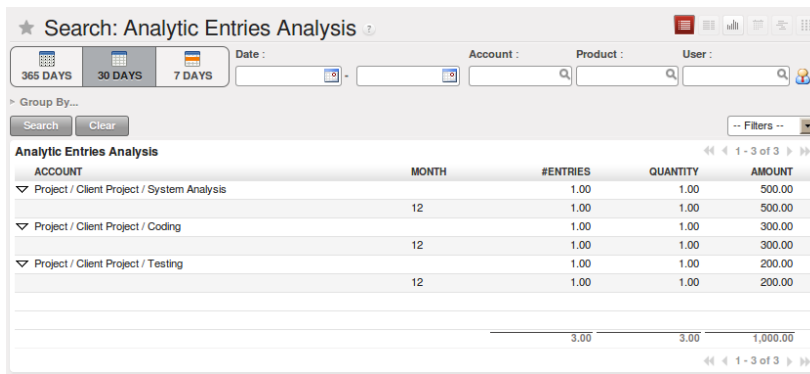 Search: Analytic Entries Analysis ?
365 DAYS 30 DAYS 7 DAYS
Date : Account : Product : User :
-
> Group By...
Search Clear
-- Filters --
Analytic Entries Analysis 1 - 3 of 3
ACCOUNT MONTH #ENTRIES QUANTITY AMOUNT
Project / Client Project / System Analysis 1.00 1.00 500.00
12 1.00 1.00 500.00
Project / Client Project / Coding 1.00 1.00 300.00
12 1.00 1.00 300.00
Project / Client Project / Testing 1.00 1.00 200.00
12 1.00 1.00 200.00
3.00 3.00 1,000.00
1 - 3 of 3